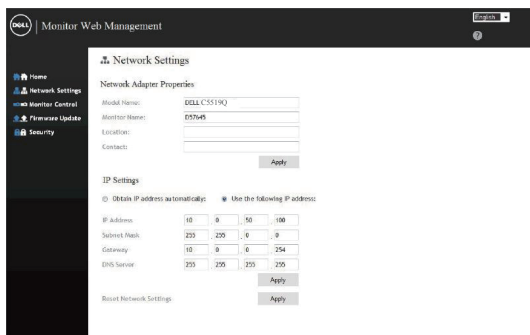 DELL
Monitor Web Management
English
?
Network Settings
Home
Network Settings
Monitor Control
Firmware Update
Security
Network Adapter Properties
Model Name: DELL C5519Q
Monitor Name: D57645
Location:
Contact:
Apply
IP Settings
Obtain IP address automatically: Use the following IP address:
IP Address 10 . 0 . 50 . 100
Subnet Mask 255 . 255 . 0 . 0
Gateway 10 . 0 . 0 . 254
DNS Server 255 . 255 . 255 . 255
Apply
Reset Network Settings Apply